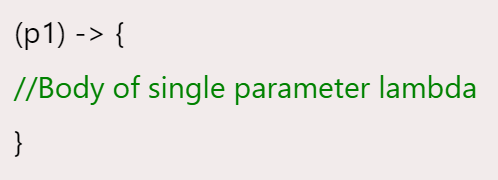 (p1) -> {
//Body of single parameter lambda
}